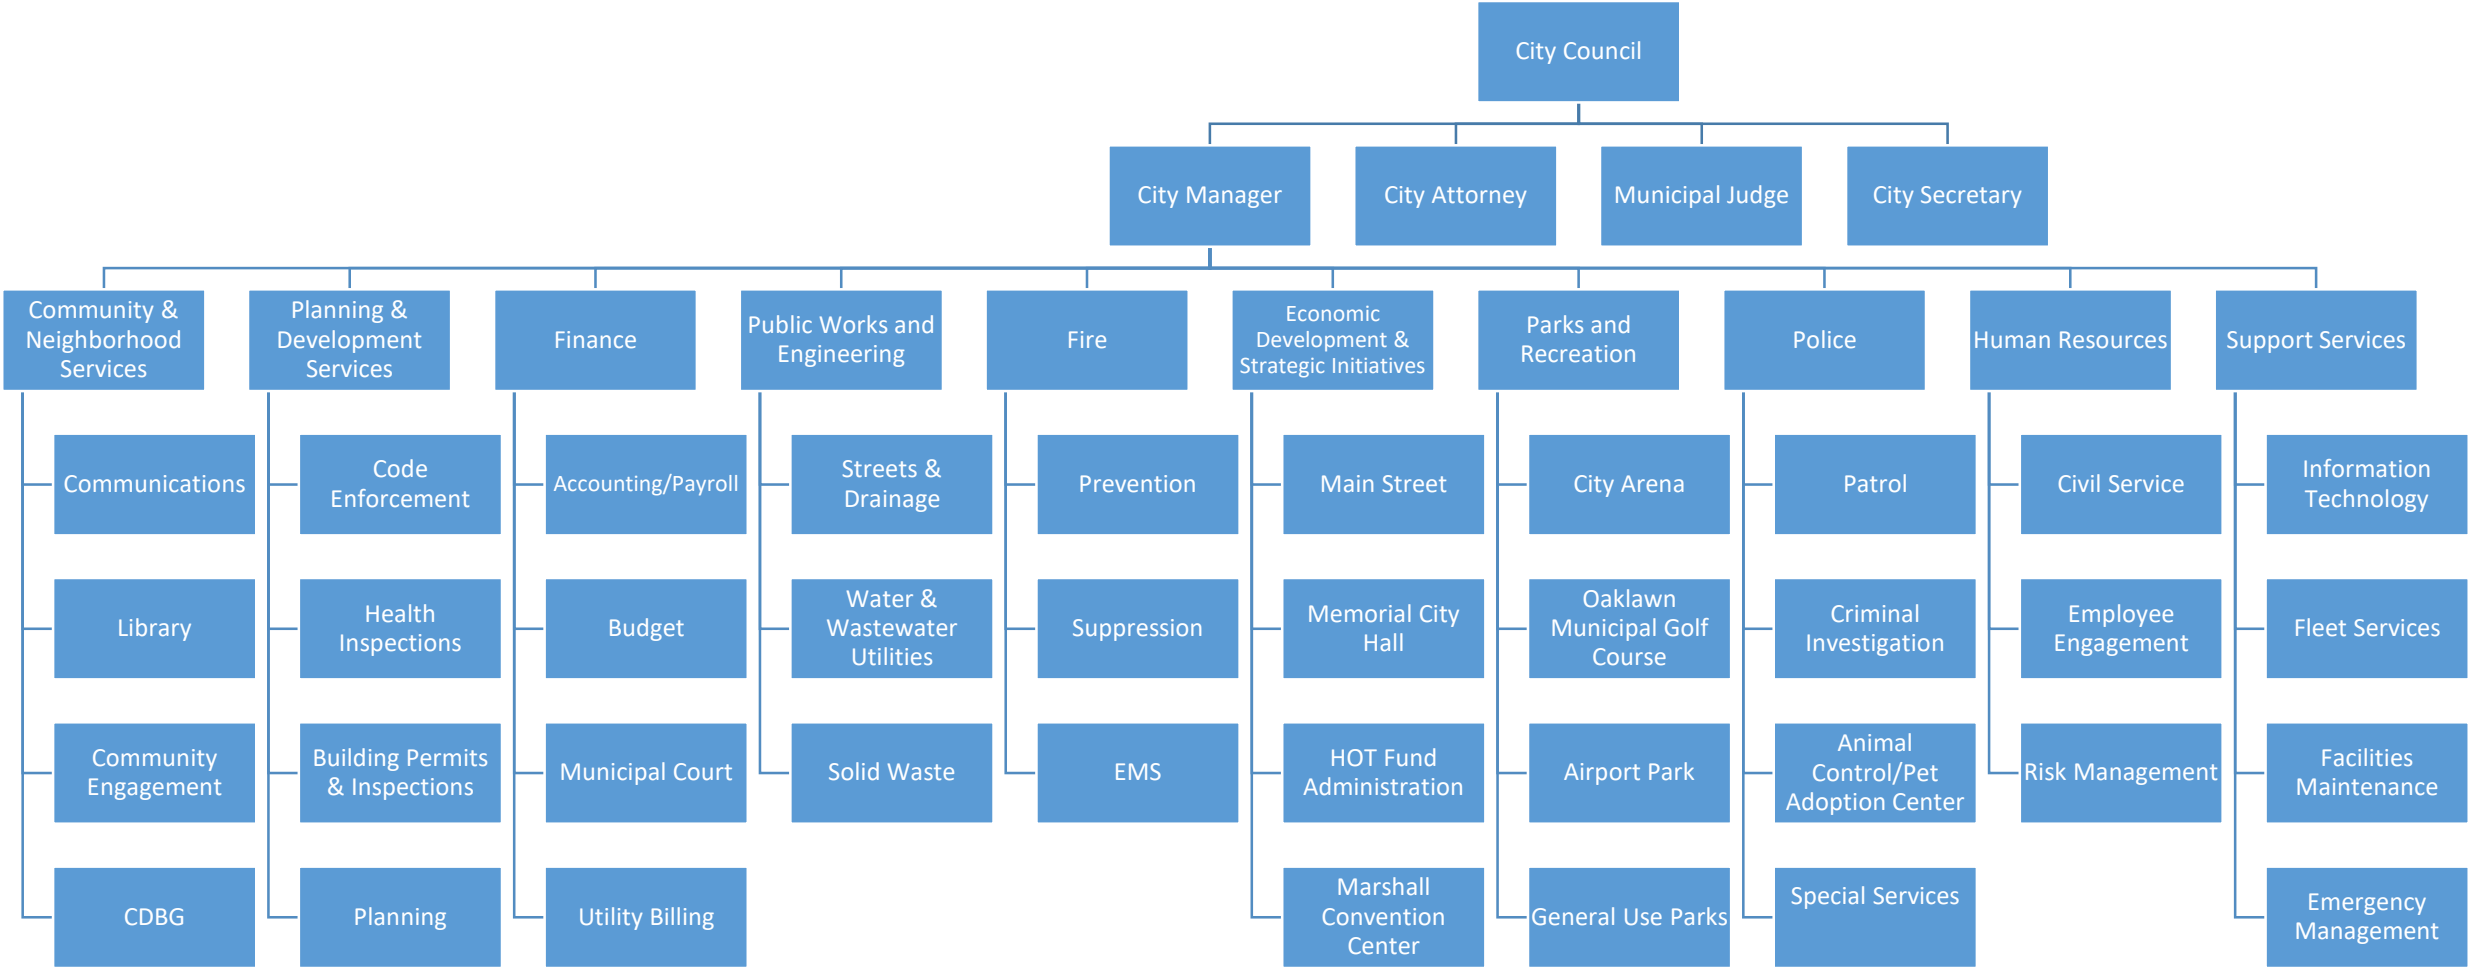 City Council
City Manager
City Attorney
Municipal Judge
City Secretary
Community &
Neighborhood
Services
Planning &
Development
Services
Finance
Public Works and
Engineering
Fire
Economic
Development &
Strategic Initiatives
Parks and
Recreation
Police
Human Resources
Support Services
Communications
Code
Enforcement
Accounting/Payroll
Streets &
Drainage
Prevention
Main Street
City Arena
Patrol
Civil Service
Information
Technology
Library
Health
Inspections
Budget
Water &
Wastewater
Utilities
Suppression
Memorial City
Hall
Oaklawn
Municipal Golf
Course
Criminal
Investigation
Employee
Engagement
Fleet Services
Community
Engagement
Building Permits
& Inspections
Municipal Court
Solid Waste
EMS
HOT Fund
Administration
Airport Park
Animal
Control/Pet
Adoption Center
Risk Management
Facilities
Maintenance
CDBG
Planning
Utility Billing
Marshall
Convention
Center
General Use Parks
Special Services
Emergency
Management